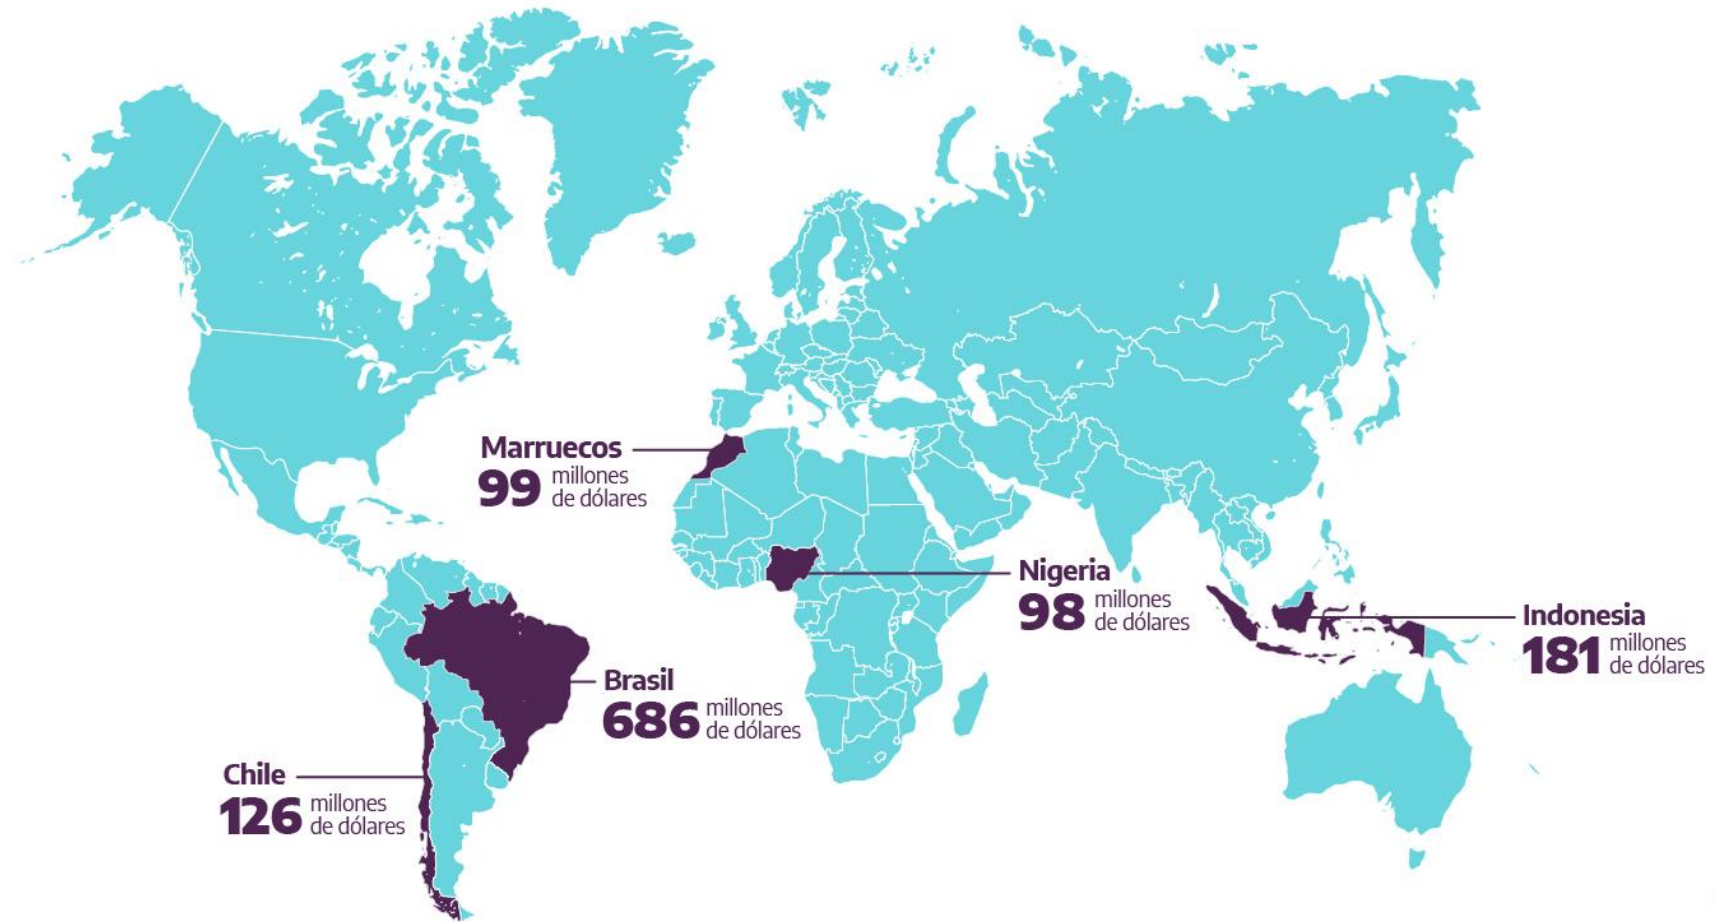 Marruecos
99 millones
de dólares
Nigeria
98 millones
de dólares
Indonesia
181 millones
de dólares
Brasil
686 millones
de dólares
Chile
126 millones
de dólares